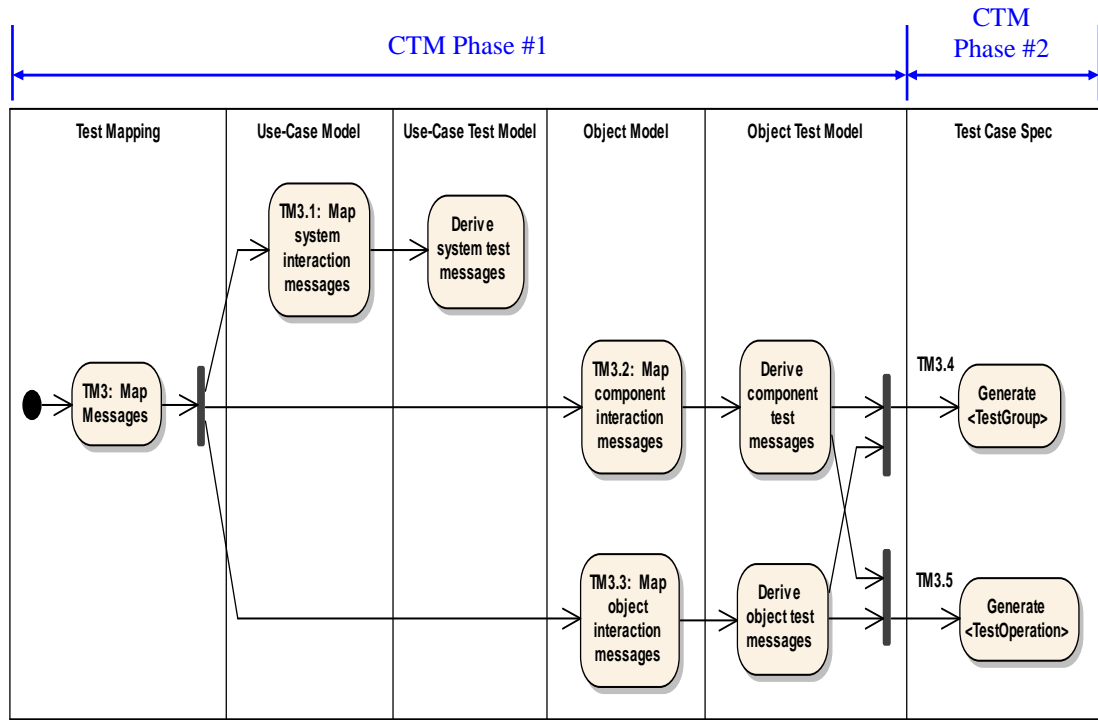 CTM Phase #1
CTM
Phase #2
Test Mapping
Use-Case Model
Use-Case Test Model
Object Model
Object Test Model
Test Case Spec
TM3.1: Map
system
interaction
messages
Derive
system test
messages
TM3: Map
Messages
TM3.2: Map
component
interaction
messages
Derive
component
test
messages
TM3.4
Generate
<TestGroup>
TM3.3: Map
object
interaction
messages
Derive
object test
messages
TM3.5
Generate
<TestOperation>